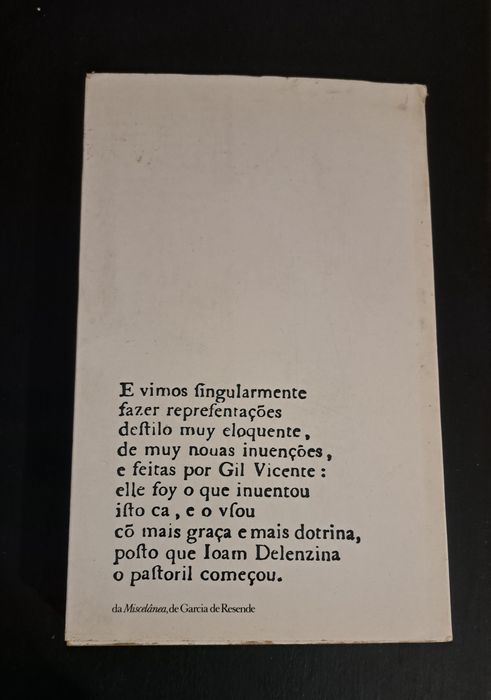 E vimos ſingularmente
fazer repreſentações
deſtilo muy eloquente,
de muy nouas inuenções,
e feitas por Gil Vicente :
elle foy o que inuentou
iſto ca , e o vſou
cõ mais graça e mais dotrina,
poſto que Ioam Delenzina
o paſtoril começou.
da Miscelânea, de Garcia de Resende